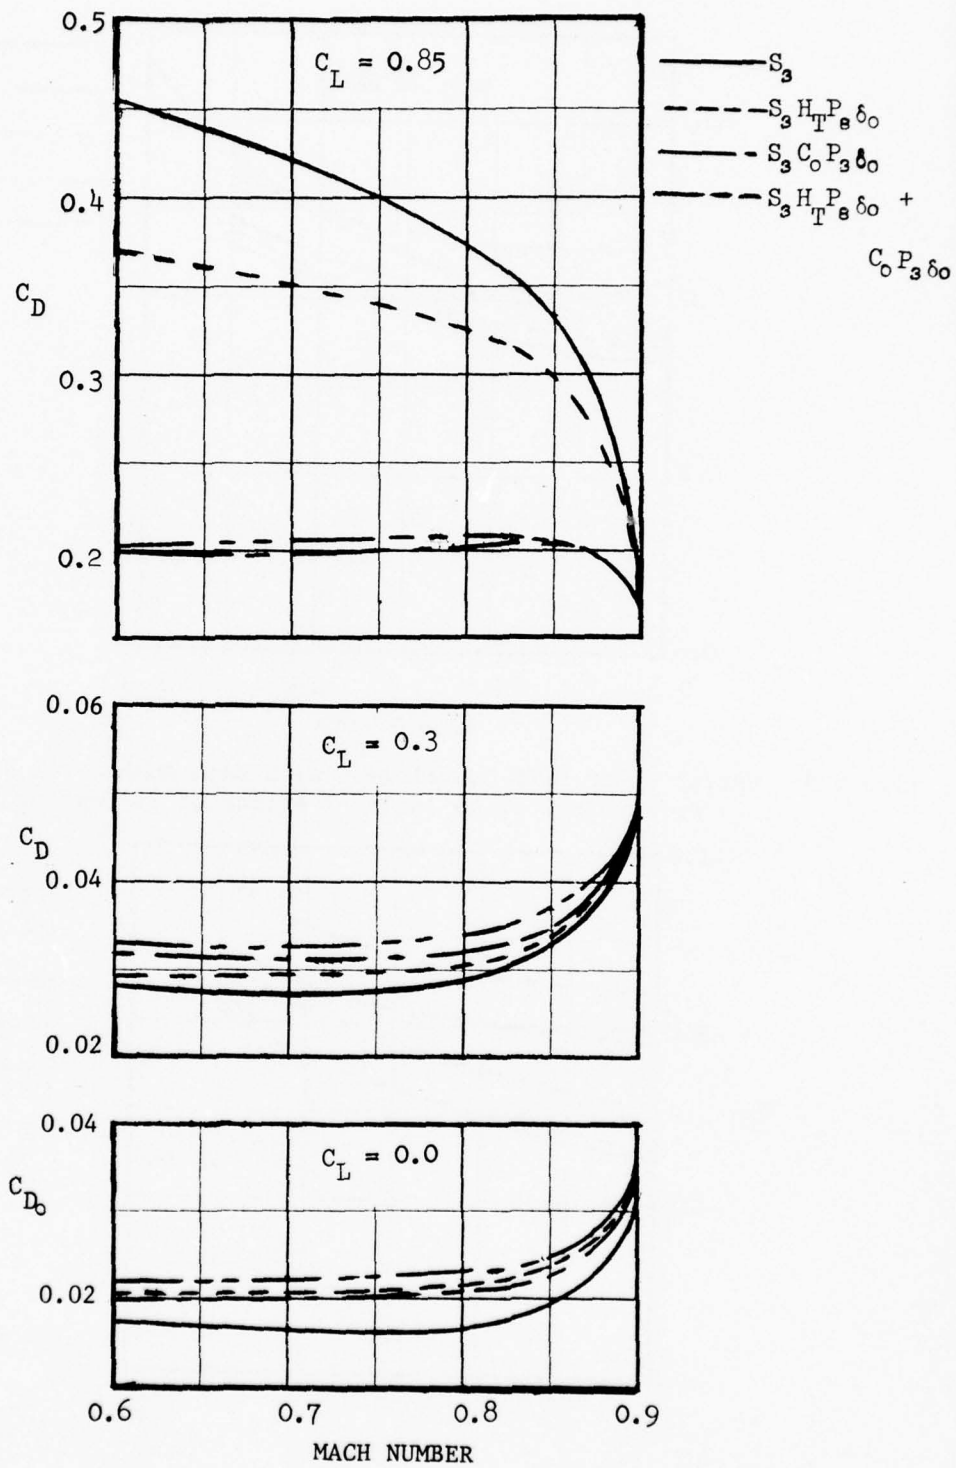 0.5
C_L = 0.85
0.4
C_D
0.3
0.2
S_3
S_3 H_T P_8 δ_0
S_3 C_0 P_3 δ_0
S_3 H_T P_8 δ_0 +
C_0 P_3 δ_0
0.06
C_L = 0.3
C_D
0.04
0.02
0.04
C_L = 0.0
C_D_0
0.02
0.6 0.7 0.8 0.9
MACH NUMBER